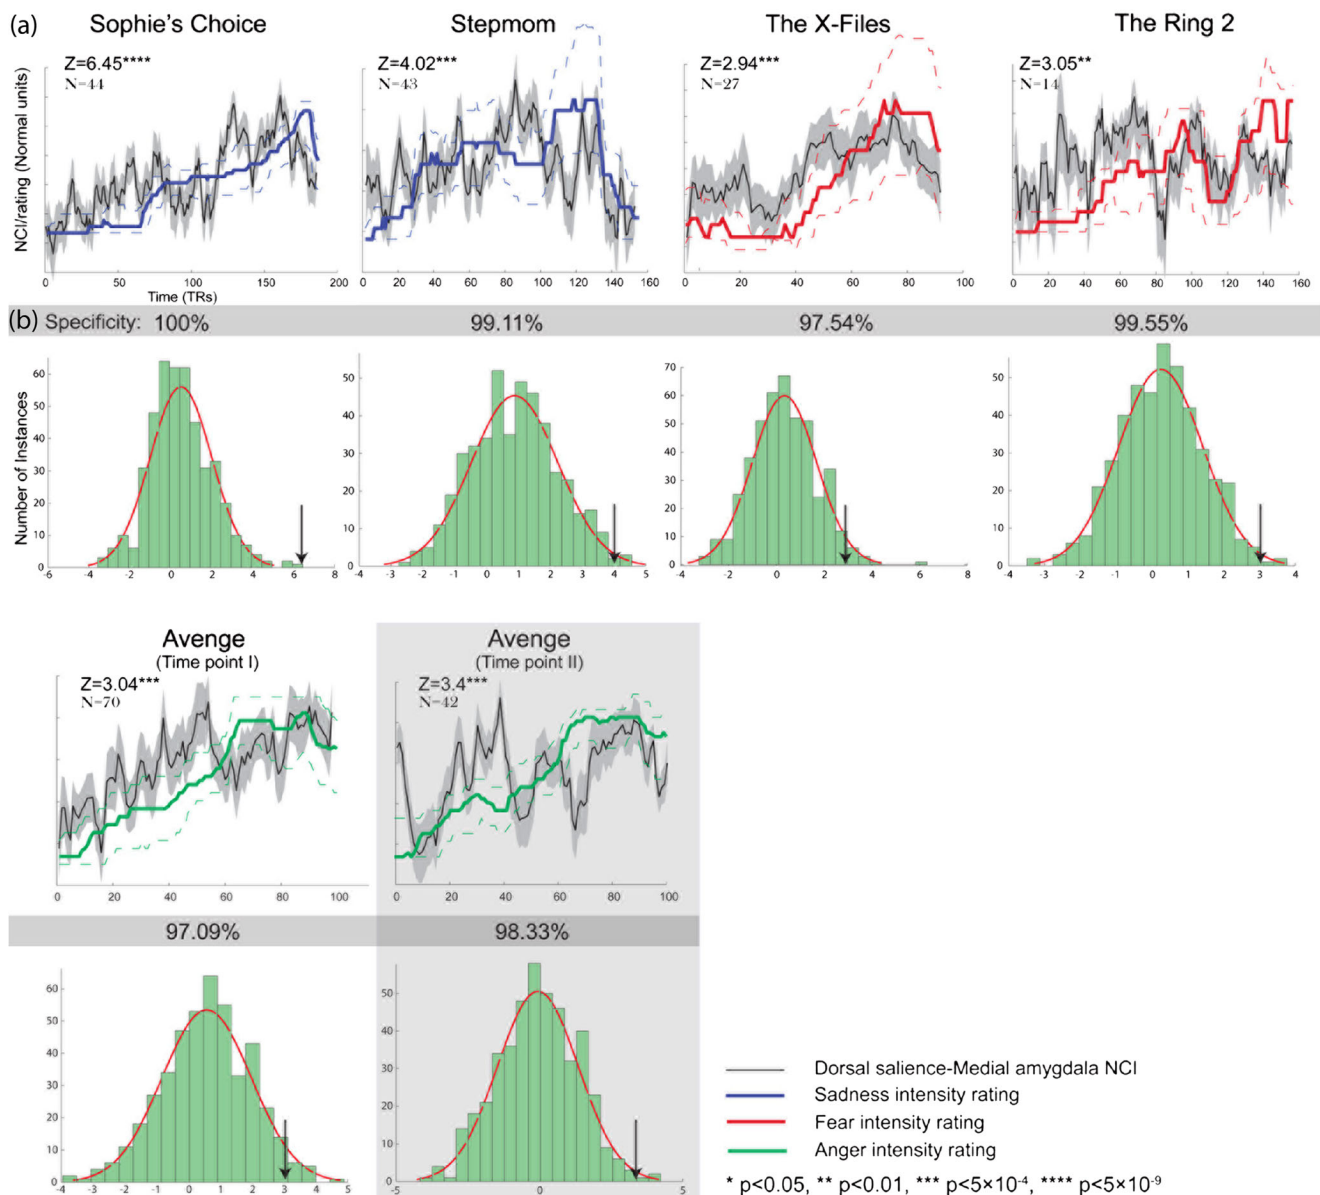 (a)
Sophie's Choice
Stepmom
The X-Files
The Ring 2
NCI/rating (Normal units)
Z=6.45****
N=44
Z=4.02***
N=43
Z=2.94***
N=27
Z=3.05**
N=14
0 50 100 150 200
Time (TRs)
0 20 40 60 80 100 120 140 160
0 20 40 60 80 100
0 20 40 60 80 100 120 140 160
(b) Specificity: 100% 99.11% 97.54% 99.55%
Number of Instances
60
50
40
30
20
10
0
-6 -4 -2 0 2 4 6 8
50
40
30
20
10
0
-4 -3 -2 -1 0 1 2 3 4 5
70
60
50
40
30
20
10
0
-4 -2 0 2 4 6 8
50
40
30
20
10
0
-4 -3 -2 -1 0 1 2 3 4
Avenge
(Time point I)
Z=3.04***
N=70
0 20 40 60 80 100
Avenge
(Time point II)
Z=3.4***
N=42
0 20 40 60 80 100
97.09% 98.33%
60
50
40
30
20
10
0
-4 -3 -2 -1 0 1 2 3 4 5
50
40
30
20
10
0
-5 0 5
Dorsal salience-Medial amygdala NCI
Sadness intensity rating
Fear intensity rating
Anger intensity rating
* p<0.05, ** p<0.01, *** p<5×10-4, **** p<5×10-9